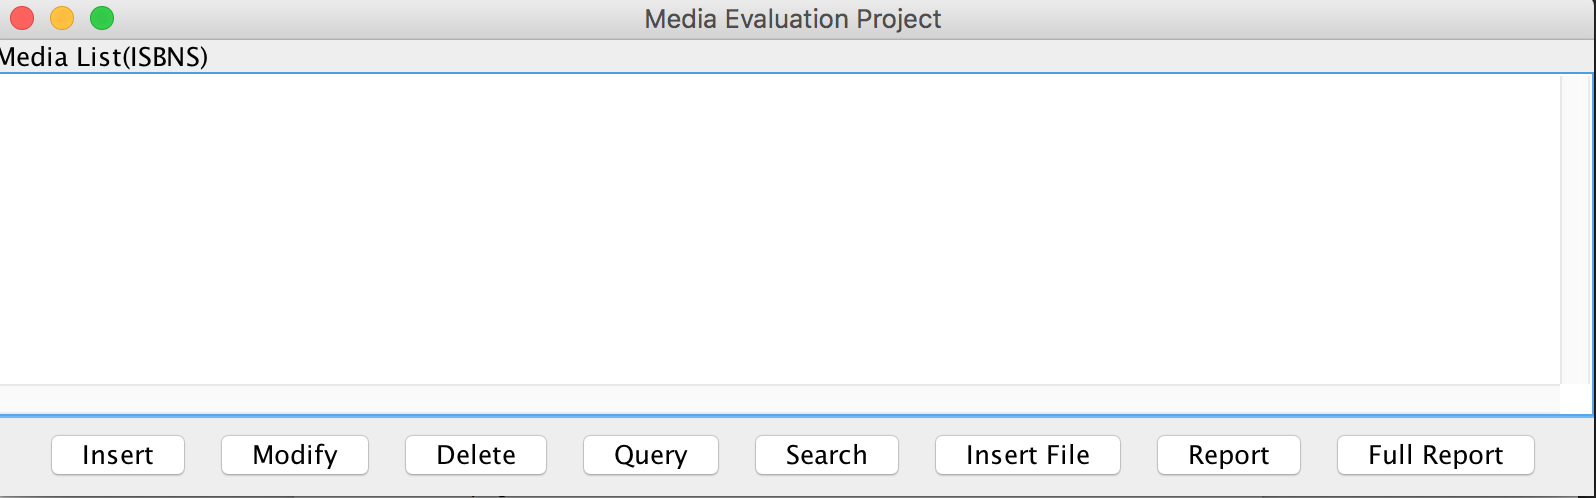 Media Evaluation Project
Media List(ISBNS)
Insert Modify Delete Query Search Insert File Report Full Report